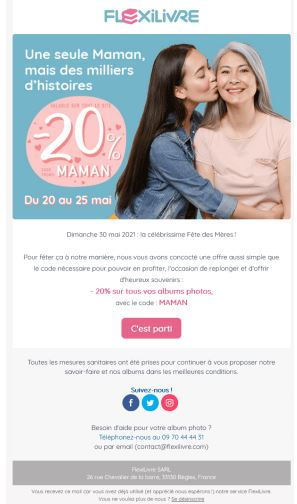 FLEXILIVRE
Une seule Maman,
mais des milliers
d'histoires
VALABLE SUR TOUT LE SITE
-20%
MAMAN
Du 20 au 25 mai
Dimanche 30 mai 2021 : la célébrissime Fête des Mères !
Pour fêter ça à notre manière, nous vous avons concocté une offre aussi simple que
le code nécessaire pour pouvoir en profiter, l'occasion de replonger et d'offrir
d'heureux souvenirs :
- 20% sur tous vos albums photos,
avec le code : MAMAN
C'est parti
Toutes les mesures sanitaires ont été prises pour continuer à vous proposer notre
savoir-faire et nos albums dans les meilleures conditions.
Suivez-nous !
Besoin d'aide pour votre album photo ?
Téléphonez-nous au 09 70 44 44 31
ou par email (contact@flexilivre.com)
FlexiLivre SARL
26 rue Chevalier de la barre, 33130 Bègles, France
Vous recevez ce mail car vous avez déjà utilisé (et apprécié nous espérons !) notre service FlexiLivre.
Vous ne voulez plus de nous ? Se désinscrire